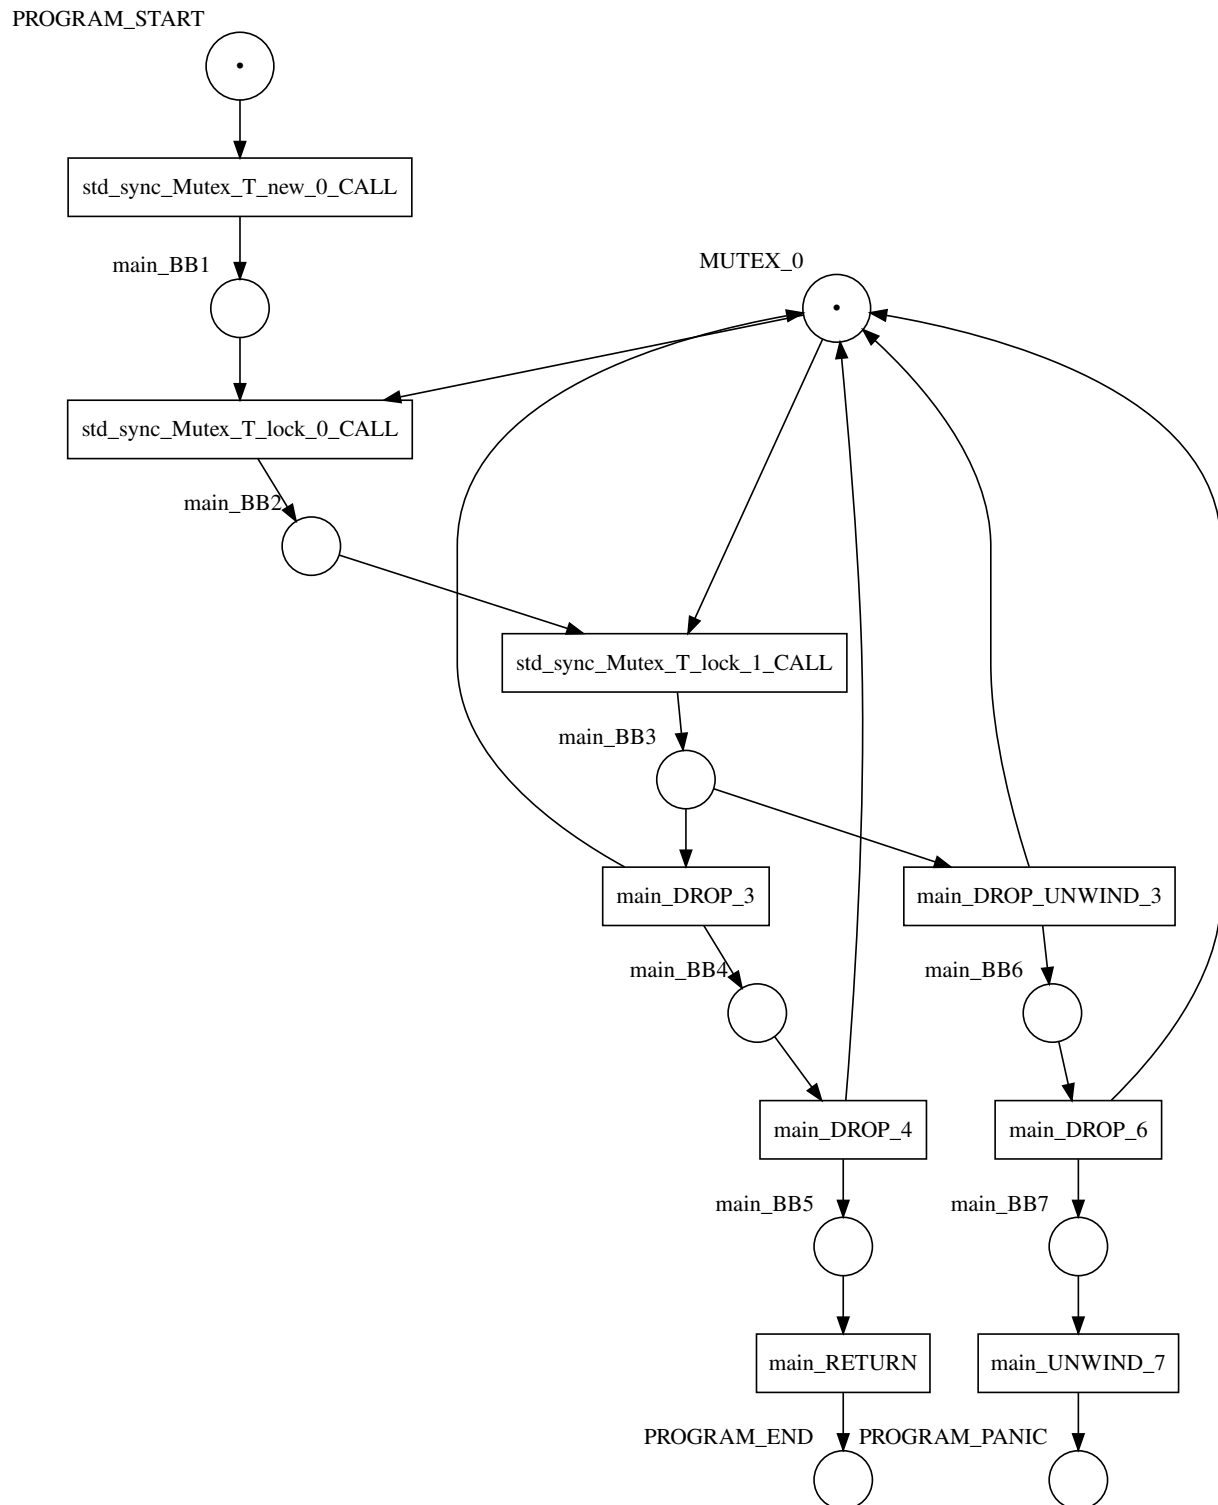 PROGRAM_START
std_sync_Mutex_T_new_0_CALL
main_BB1
MUTEX_0
std_sync_Mutex_T_lock_0_CALL
main_BB2
std_sync_Mutex_T_lock_1_CALL
main_BB3
main_DROP_3
main_DROP_UNWIND_3
main_BB4
main_BB6
main_DROP_4
main_DROP_6
main_BB5
main_BB7
main_RETURN
main_UNWIND_7
PROGRAM_END
PROGRAM_PANIC